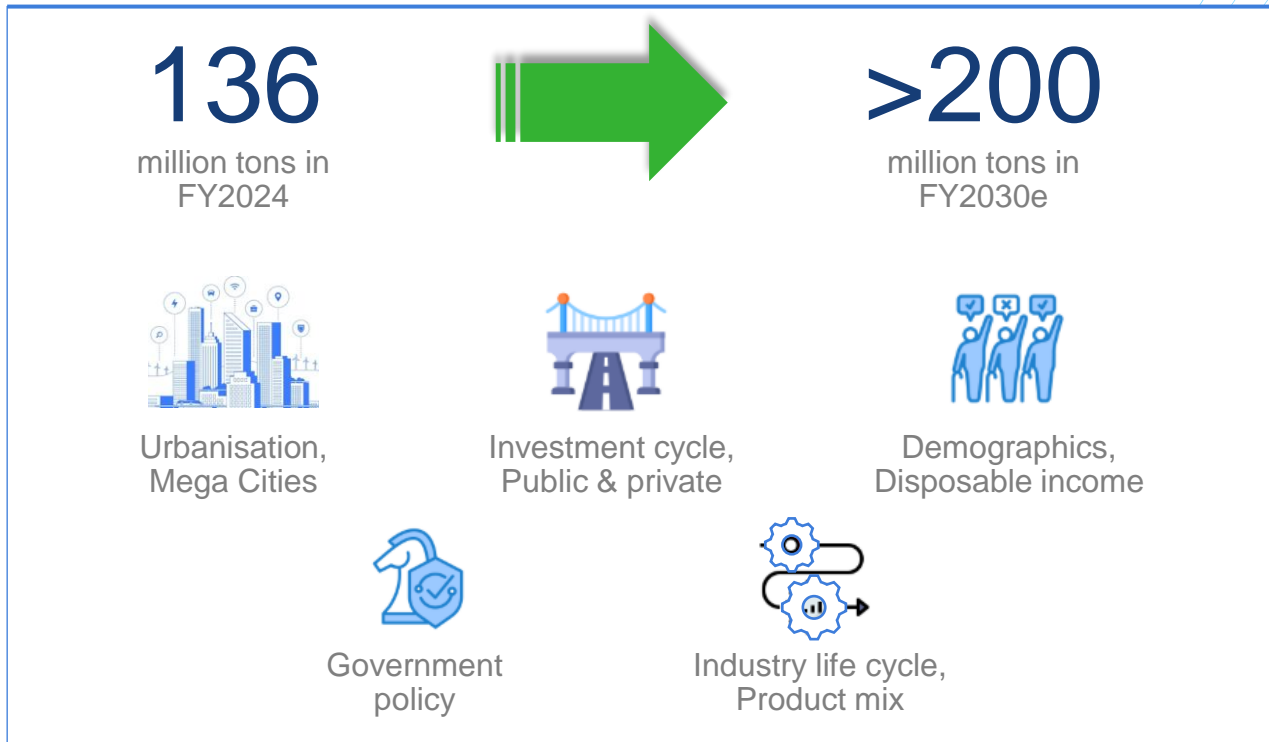 136
million tons in
FY2024
>200
million tons in
FY2030e
Urbanisation,
Mega Cities
Investment cycle,
Public & private
Demographics,
Disposable income
Government
policy
Industry life cycle,
Product mix